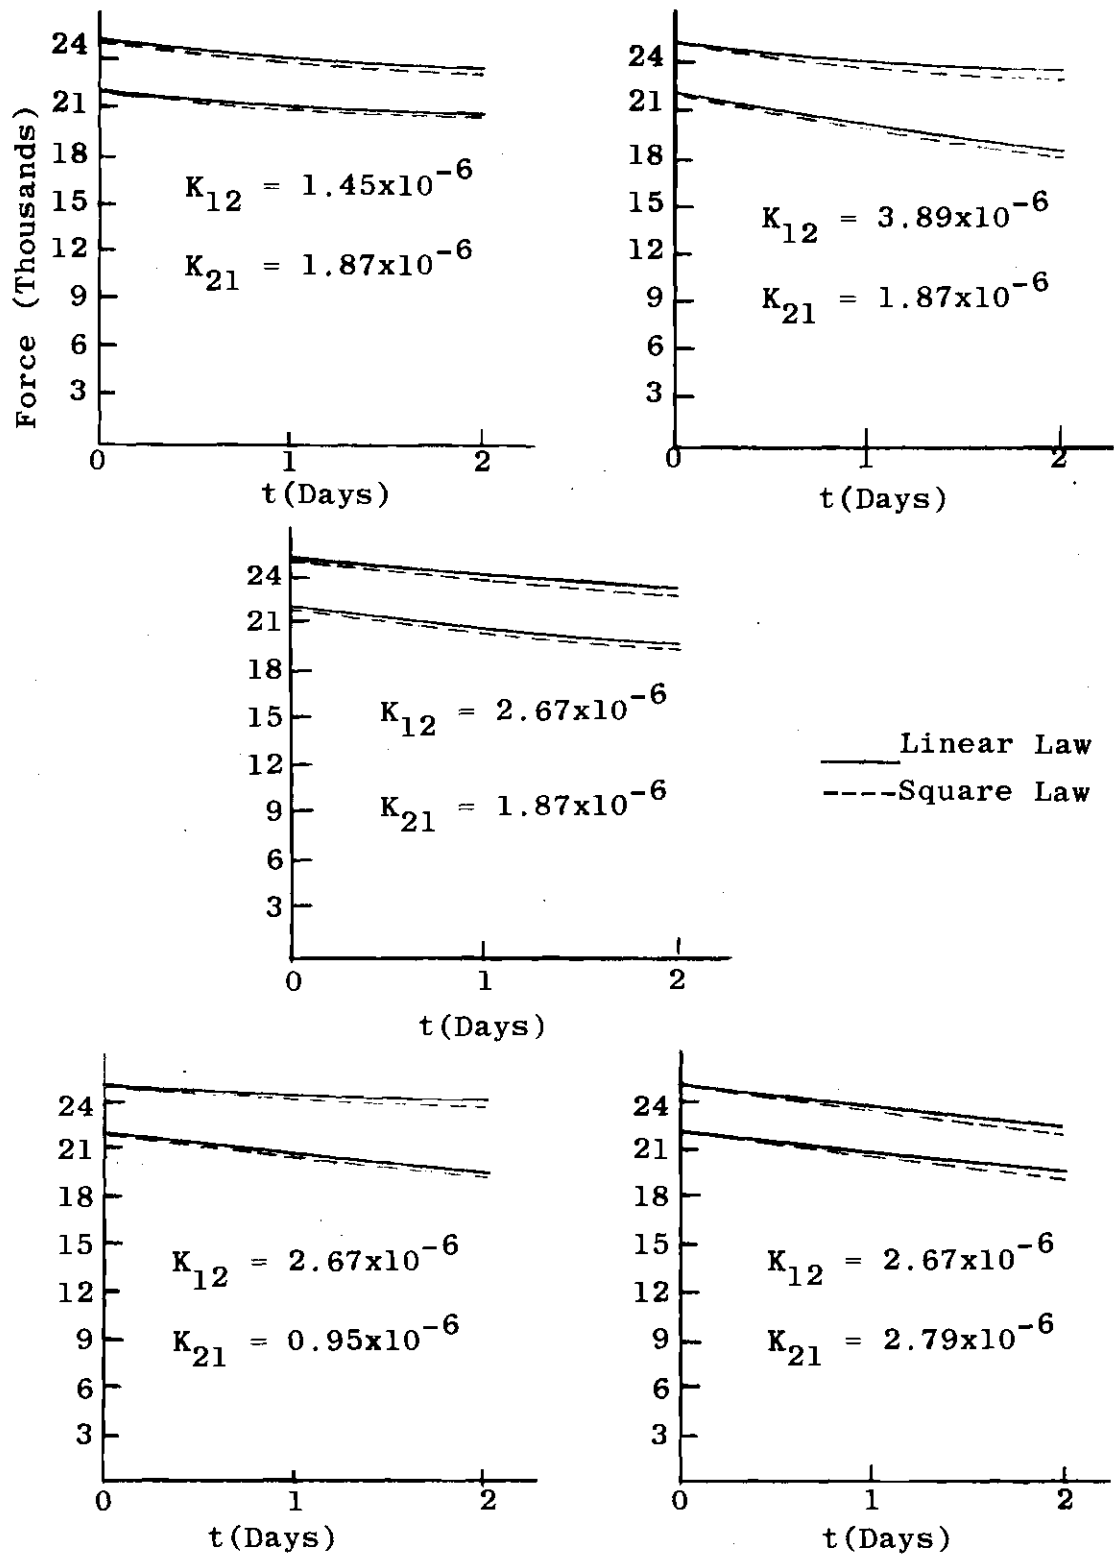 Force (Thousands)
24
21
18
15
12
9
6
3
K12 = 1.45x10-6
K21 = 1.87x10-6
0 1 2
t(Days)
24
21
18
15
12
9
6
3
K12 = 3.89x10-6
K21 = 1.87x10-6
0 1 2
t(Days)
24
21
18
15
12
9
6
3
K12 = 2.67x10-6
K21 = 1.87x10-6
0 1 2
t(Days)
Linear Law
Square Law
24
21
18
15
12
9
6
3
K12 = 2.67x10-6
K21 = 0.95x10-6
0 1 2
t(Days)
24
21
18
15
12
9
6
3
K12 = 2.67x10-6
K21 = 2.79x10-6
0 1 2
t(Days)